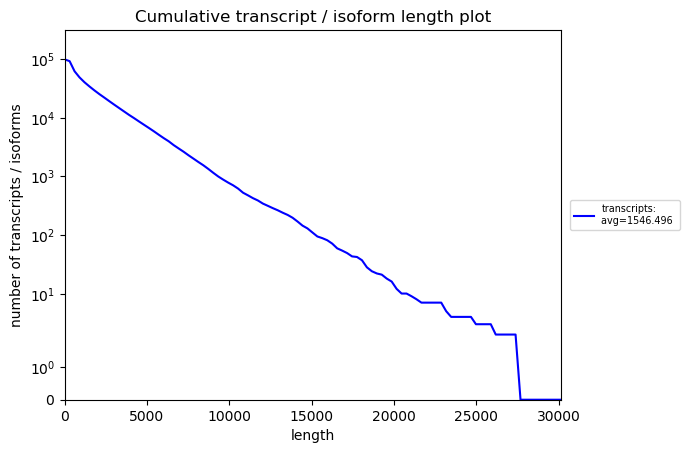 Cumulative transcript / isoform length plot
number of transcripts / isoforms
10^5
10^4
10^3
10^2
10^1
10^0
0
0 5000 10000 15000 20000 25000 30000
length
transcripts:
avg=1546.496